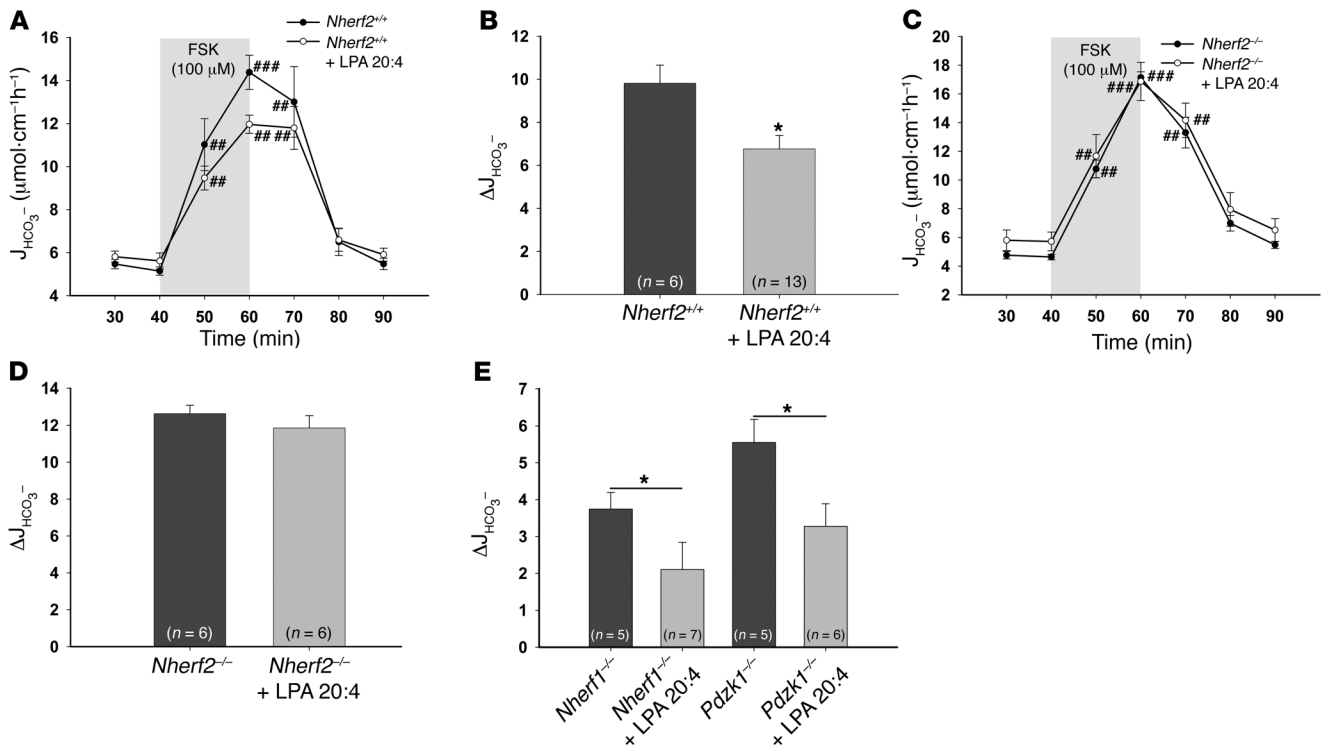 A
Nherf2+/+
Nherf2+/+
+ LPA 20:4
FSK
(100 μM)
###
##
##
##
## ##
16
14
12
10
8
6
4
JHCO3− (μmol·cm−1h−1)
30 40 50 60 70 80 90
Time (min)
B
12
10
8
6
4
2
0
ΔJHCO3−
*
(n = 6)
(n = 13)
Nherf2+/+
Nherf2+/+
+ LPA 20:4
C
Nherf2−/−
Nherf2−/−
+ LPA 20:4
FSK
(100 μM)
###
###
##
##
##
##
20
18
16
14
12
10
8
6
4
2
JHCO3− (μmol·cm−1h−1)
30 40 50 60 70 80 90
Time (min)
D
14
12
10
8
6
4
2
0
ΔJHCO3−
(n = 6)
(n = 6)
Nherf2−/−
Nherf2−/−
+ LPA 20:4
E
7
6
5
4
3
2
1
0
ΔJHCO3−
*
*
(n = 5)
(n = 7)
(n = 5)
(n = 6)
Nherf1−/−
Nherf1−/−
+ LPA 20:4
Pdzk1−/−
Pdzk1−/−
+ LPA 20:4